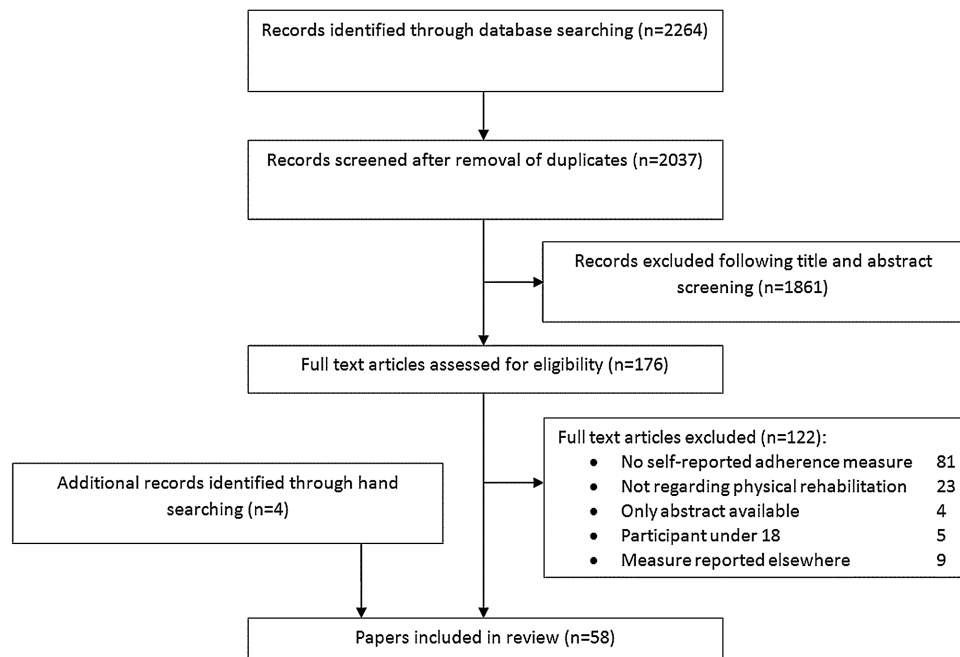 Records identified through database searching (n=2264)
Records screened after removal of duplicates (n=2037)
Records excluded following title and abstract
screening (n=1861)
Full text articles assessed for eligibility (n=176)
Full text articles excluded (n=122):
• No self-reported adherence measure 81
• Not regarding physical rehabilitation 23
• Only abstract available 4
• Participant under 18 5
• Measure reported elsewhere 9
Additional records identified through hand
searching (n=4)
Papers included in review (n=58)